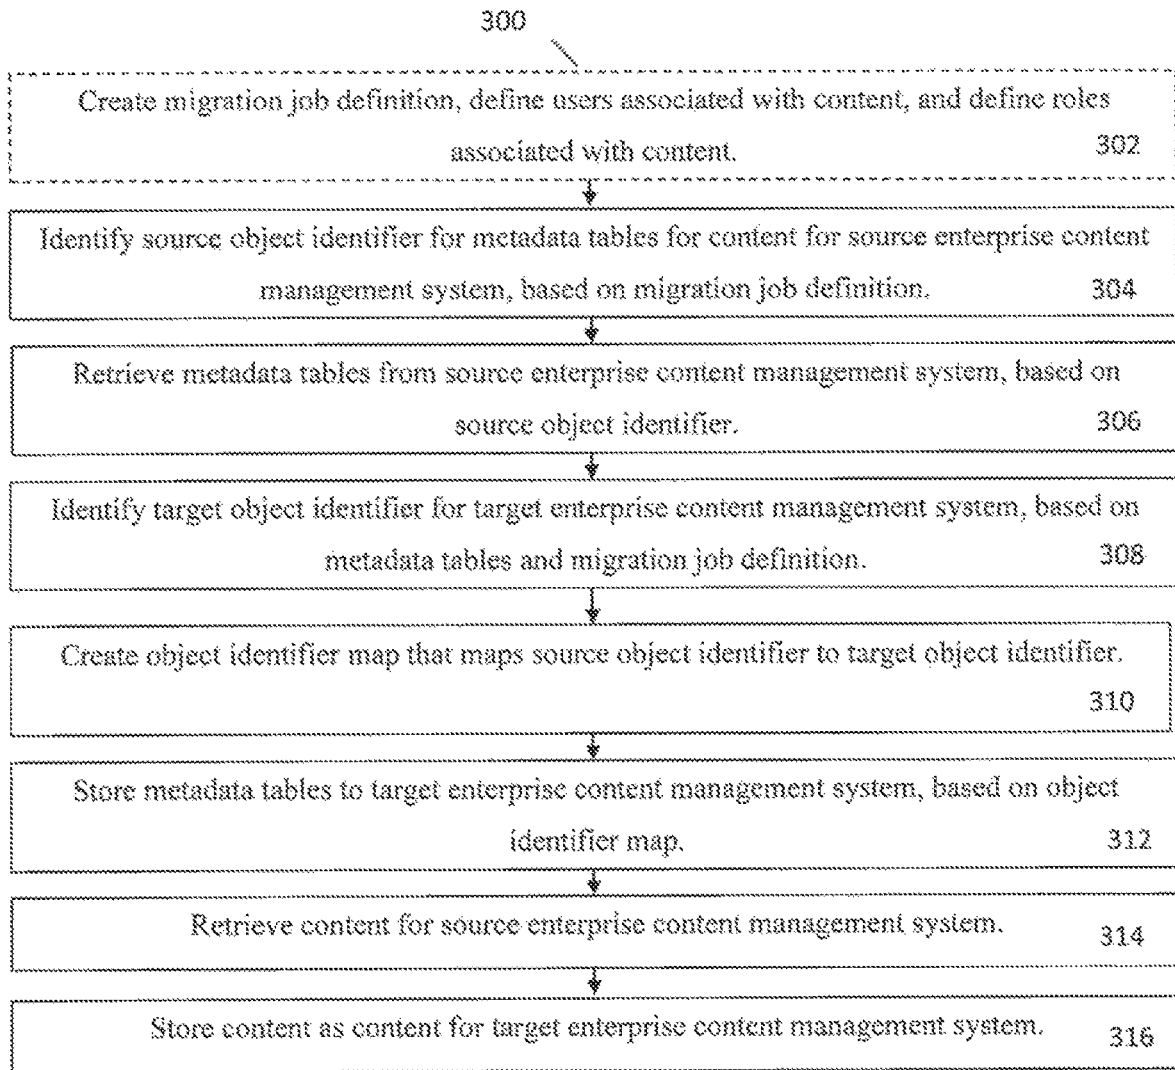 300
Create migration job definition, define users associated with content, and define roles
associated with content.
302
Identify source object identifier for metadata tables for content for source enterprise content
management system, based on migration job definition.
304
Retrieve metadata tables from source enterprise content management system, based on
source object identifier.
306
Identify target object identifier for target enterprise content management system, based on
metadata tables and migration job definition.
308
Create object identifier map that maps source object identifier to target object identifier.
310
Store metadata tables to target enterprise content management system, based on object
identifier map.
312
Retrieve content for source enterprise content management system.
314
Store content as content for target enterprise content management system.
316